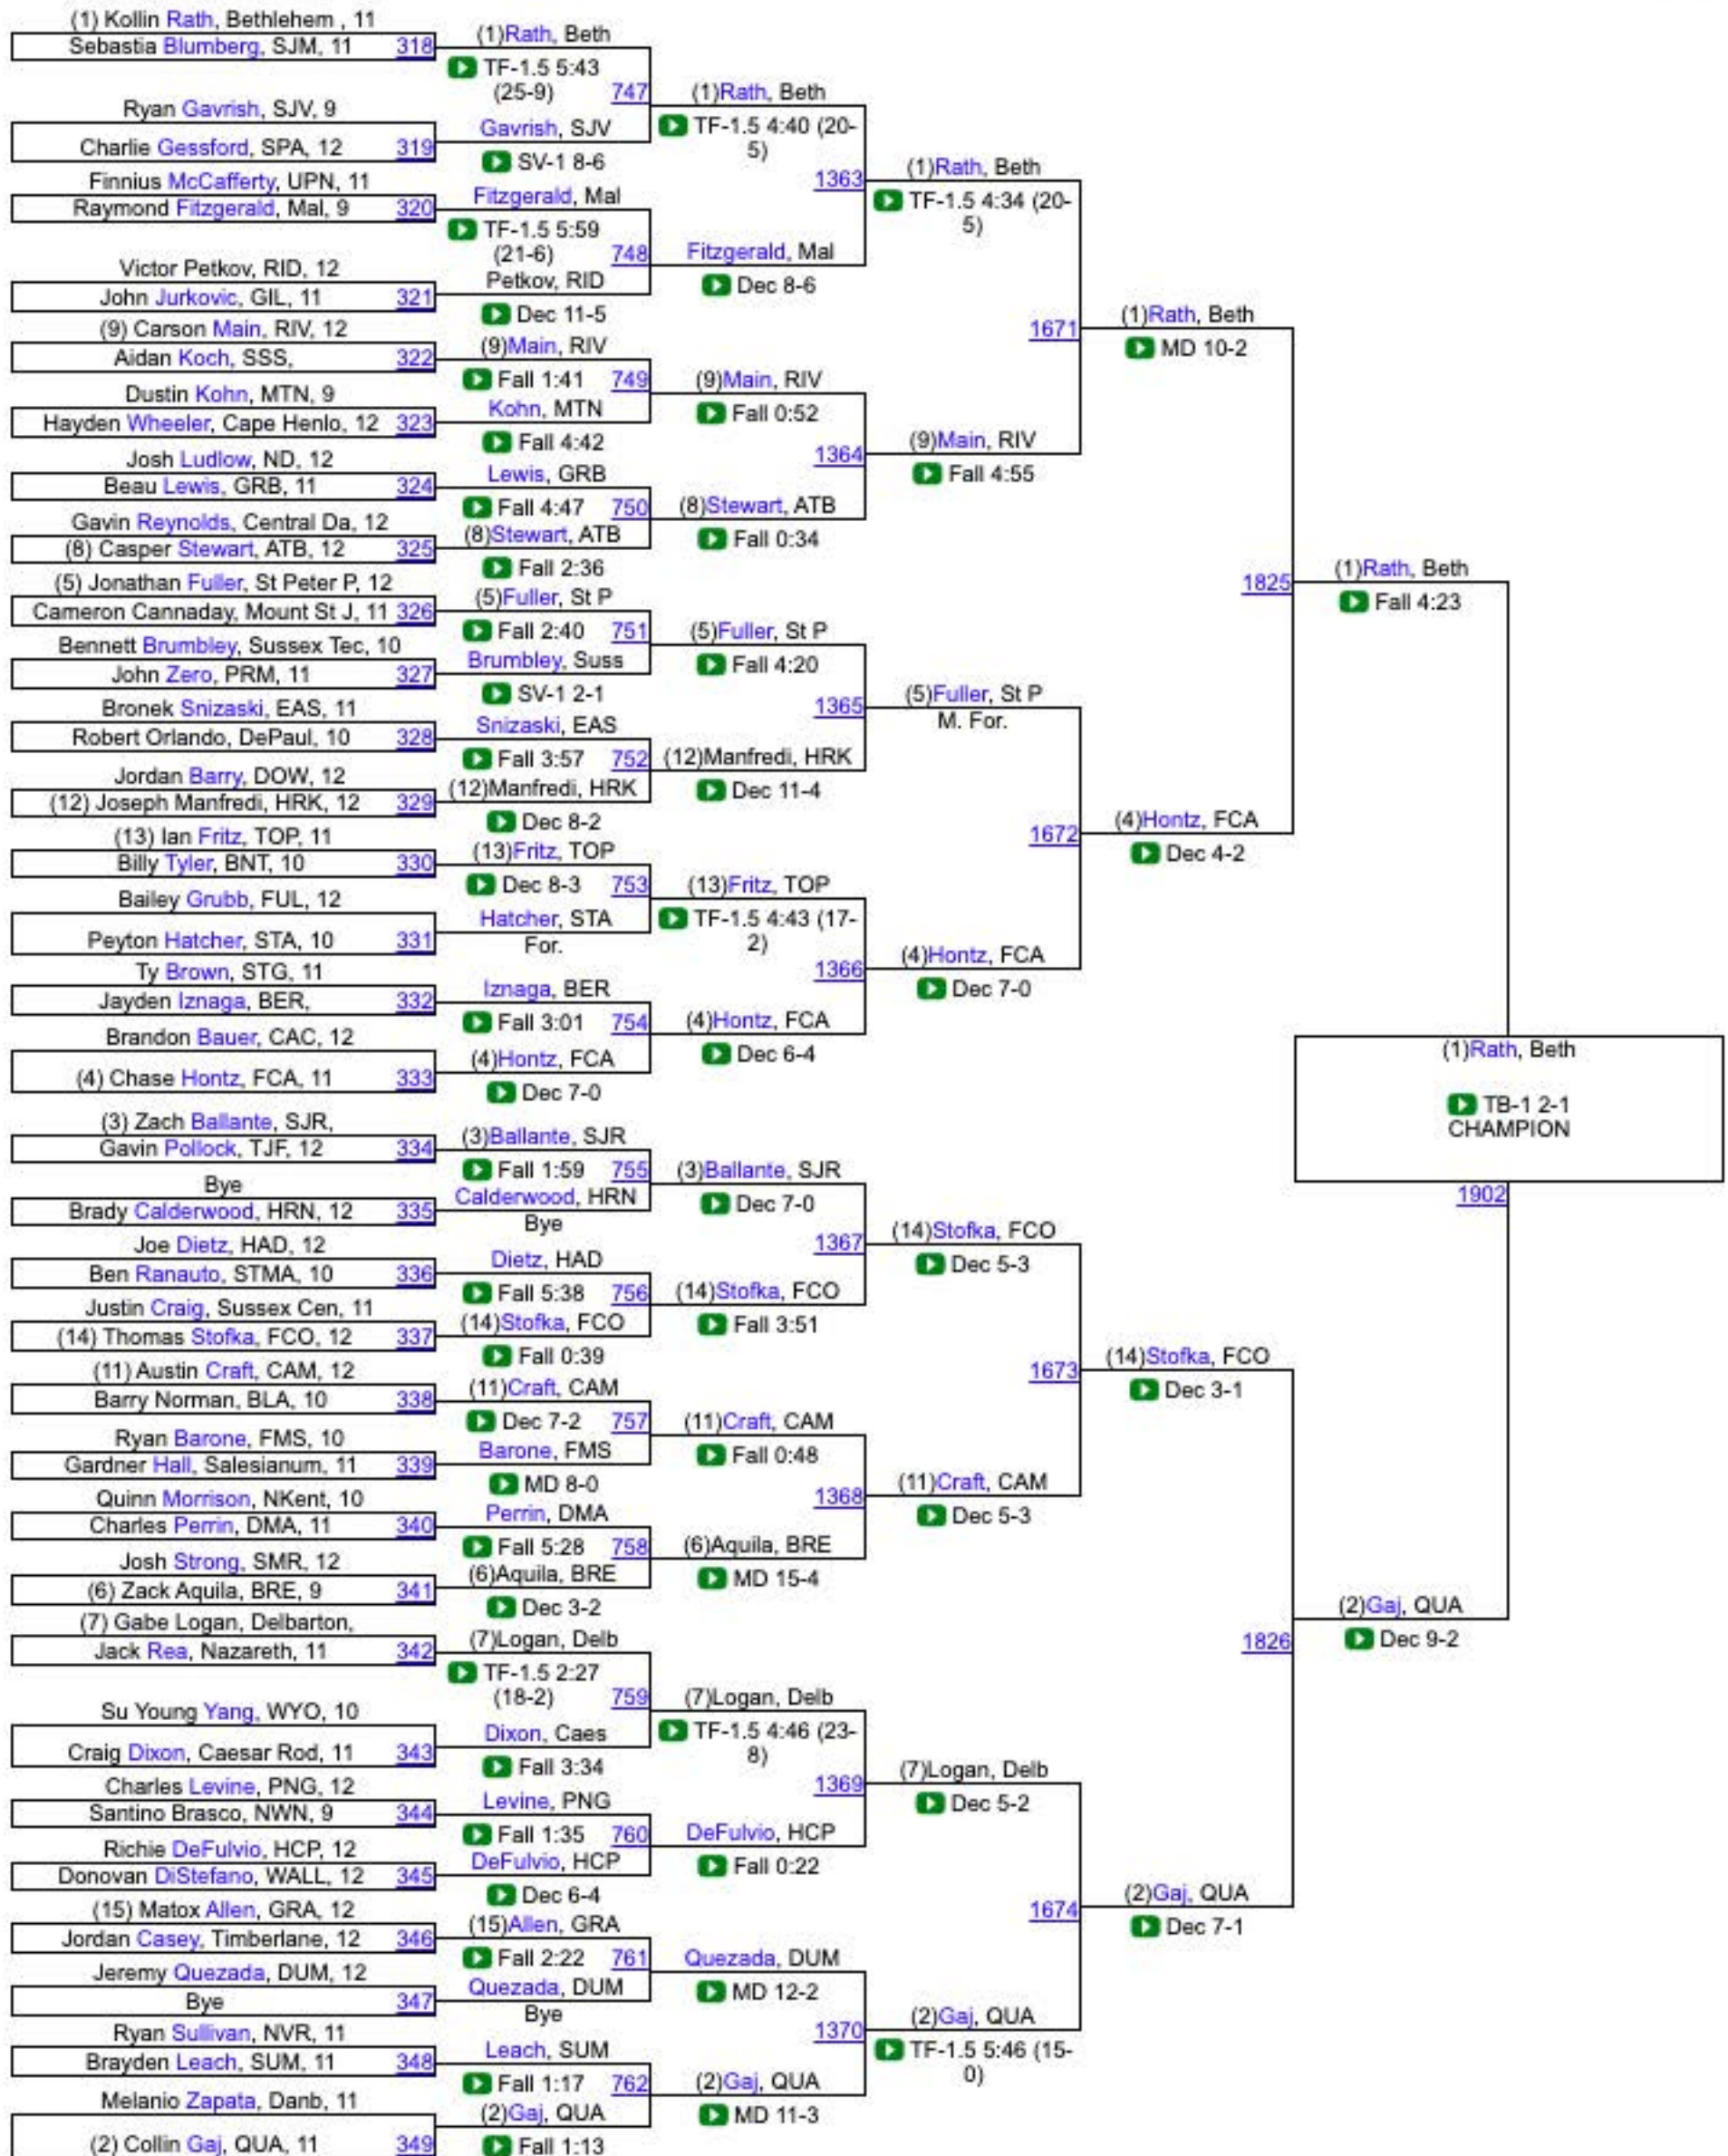 (1) Kollin Rath, Bethlehem , 11
Sebastia Blumberg, SJM, 11 318
Ryan Gavrish, SJV, 9
Charlie Gessford, SPA, 12 319
Finnius McCafferty, UPN, 11
Raymond Fitzgerald, Mal, 9 320
Victor Petkov, RID, 12
John Jurkovic, GIL, 11 321
(9) Carson Main, RIV, 12
Aidan Koch, SSS, 322
Dustin Kohn, MTN, 9
Hayden Wheeler, Cape Henlo, 12 323
Josh Ludlow, ND, 12
Beau Lewis, GRB, 11 324
Gavin Reynolds, Central Da, 12
(8) Casper Stewart, ATB, 12 325
(5) Jonathan Fuller, St Peter P, 12
Cameron Cannaday, Mount St J, 11 326
Bennett Brumbley, Sussex Tec, 10
John Zero, PRM, 11 327
Bronek Snizaski, EAS, 11
Robert Orlando, DePaul, 10 328
Jordan Barry, DOW, 12
(12) Joseph Manfredi, HRK, 12 329
(13) Ian Fritz, TOP, 11
Billy Tyler, BNT, 10 330
Bailey Grubb, FUL, 12
Peyton Hatcher, STA, 10 331
Ty Brown, STG, 11
Jayden Iznaga, BER, 332
Brandon Bauer, CAC, 12
(4) Chase Hontz, FCA, 11 333
(3) Zach Ballante, SJR,
Gavin Pollock, TJF, 12 334
Bye
Brady Calderwood, HRN, 12 335
Joe Dietz, HAD, 12
Ben Ranauto, STMA, 10 336
Justin Craig, Sussex Cen, 11
(14) Thomas Stofka, FCO, 12 337
(11) Austin Craft, CAM, 12
Barry Norman, BLA, 10 338
Ryan Barone, FMS, 10
Gardner Hall, Salesianum, 11 339
Quinn Morrison, NKent, 10
Charles Perrin, DMA, 11 340
Josh Strong, SMR, 12
(6) Zack Aquila, BRE, 9 341
(7) Gabe Logan, Delbarton,
Jack Rea, Nazareth, 11 342
Su Young Yang, WYO, 10
Craig Dixon, Caesar Rod, 11 343
Charles Levine, PNG, 12
Santino Brasco, NWN, 9 344
Richie DeFulvio, HCP, 12
Donovan DiStefano, WALL, 12 345
(15) Matox Allen, GRA, 12
Jordan Casey, Timberlane, 12 346
Jeremy Quezada, DUM, 12
Bye 347
Ryan Sullivan, NVR, 11
Brayden Leach, SUM, 11 348
Melanio Zapata, Danb, 11
(2) Collin Gaj, QUA, 11 349
(1)Rath, Beth
TF-1.5 5:43
(25-9) 747
Gavrish, SJV
SV-1 8-6
Fitzgerald, Mal
TF-1.5 5:59
(21-6) 748
Petkov, RID
Dec 11-5
(9)Main, RIV
Fall 1:41 749
Kohn, MTN
Fall 4:42
Lewis, GRB
Fall 4:47 750
(8)Stewart, ATB
Fall 2:36
(5)Fuller, St P
Fall 2:40 751
Brumbley, Suss
SV-1 2-1
Snizaski, EAS
Fall 3:57 752
(12)Manfredi, HRK
Dec 8-2
(13)Fritz, TOP
Dec 8-3 753
Hatcher, STA
For.
Iznaga, BER
Fall 3:01 754
(4)Hontz, FCA
Dec 7-0
(3)Ballante, SJR
Fall 1:59 755
Calderwood, HRN
Bye
Dietz, HAD
Fall 5:38 756
(14)Stofka, FCO
Fall 0:39
(11)Craft, CAM
Dec 7-2 757
Barone, FMS
MD 8-0
Perrin, DMA
Fall 5:28 758
(6)Aquila, BRE
Dec 3-2
(7)Logan, Delb
TF-1.5 2:27
(18-2) 759
Dixon, Caes
Fall 3:34
Levine, PNG
Fall 1:35 760
DeFulvio, HCP
Dec 6-4
(15)Allen, GRA
Fall 2:22 761
Quezada, DUM
Bye
Leach, SUM
Fall 1:17 762
(2)Gaj, QUA
Fall 1:13
(1)Rath, Beth
TF-1.5 4:40 (20-
5)
1363
Fitzgerald, Mal
Dec 8-6
(9)Main, RIV
Fall 0:52
1364
(8)Stewart, ATB
Fall 0:34
(5)Fuller, St P
Fall 4:20
1365
(12)Manfredi, HRK
Dec 11-4
(13)Fritz, TOP
TF-1.5 4:43 (17-
2)
1366
(4)Hontz, FCA
Dec 6-4
(3)Ballante, SJR
Dec 7-0
1367
(14)Stofka, FCO
Fall 3:51
(11)Craft, CAM
Fall 0:48
1368
(6)Aquila, BRE
MD 15-4
(7)Logan, Delb
TF-1.5 4:46 (23-
8)
1369
DeFulvio, HCP
Fall 0:22
Quezada, DUM
MD 12-2
1370
(2)Gaj, QUA
MD 11-3
(1)Rath, Beth
TF-1.5 4:34 (20-
5)
1671
(9)Main, RIV
Fall 4:55
(5)Fuller, St P
M. For.
1672
(4)Hontz, FCA
Dec 7-0
(14)Stofka, FCO
Dec 5-3
1673
(11)Craft, CAM
Dec 5-3
(7)Logan, Delb
Dec 5-2
1674
(2)Gaj, QUA
TF-1.5 5:46 (15-
0)
(1)Rath, Beth
MD 10-2
1825
(4)Hontz, FCA
Dec 4-2
(14)Stofka, FCO
Dec 3-1
1826
(2)Gaj, QUA
Dec 7-1
(1)Rath, Beth
Fall 4:23
(2)Gaj, QUA
Dec 9-2
(1)Rath, Beth
TB-1 2-1
CHAMPION
1902